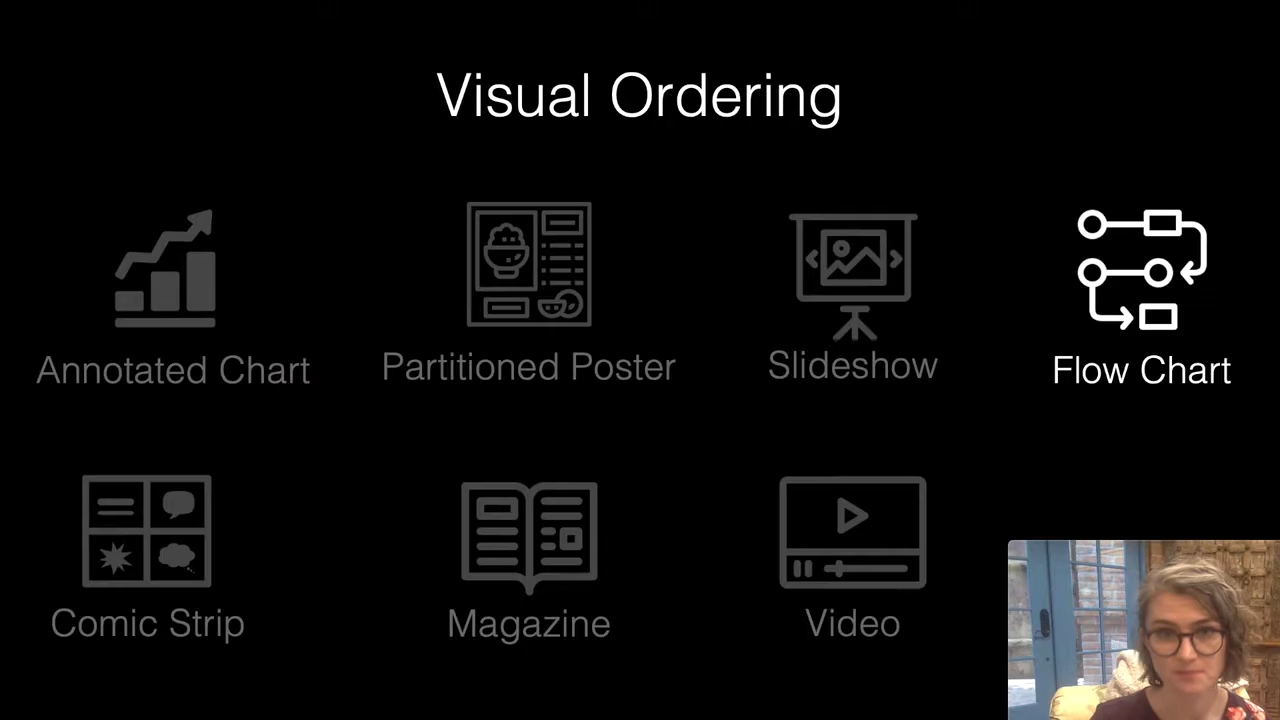 Visual Ordering
Annotated Chart
Partitioned Poster
Slideshow
Flow Chart
Comic Strip
Magazine
Video